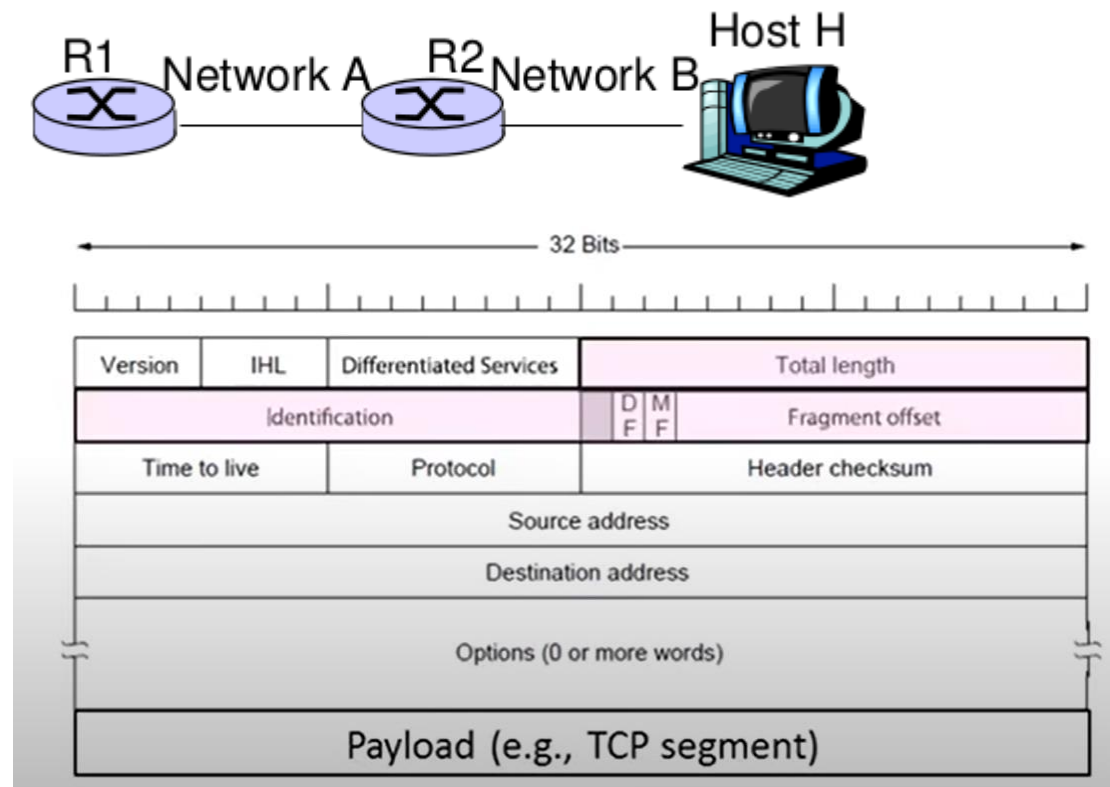 R1 Network A R2 Network B Host H
32 Bits
Version IHL Differentiated Services Total length
Identification D F M F Fragment offset
Time to live Protocol Header checksum
Source address
Destination address
Options (0 or more words)
Payload (e.g., TCP segment)